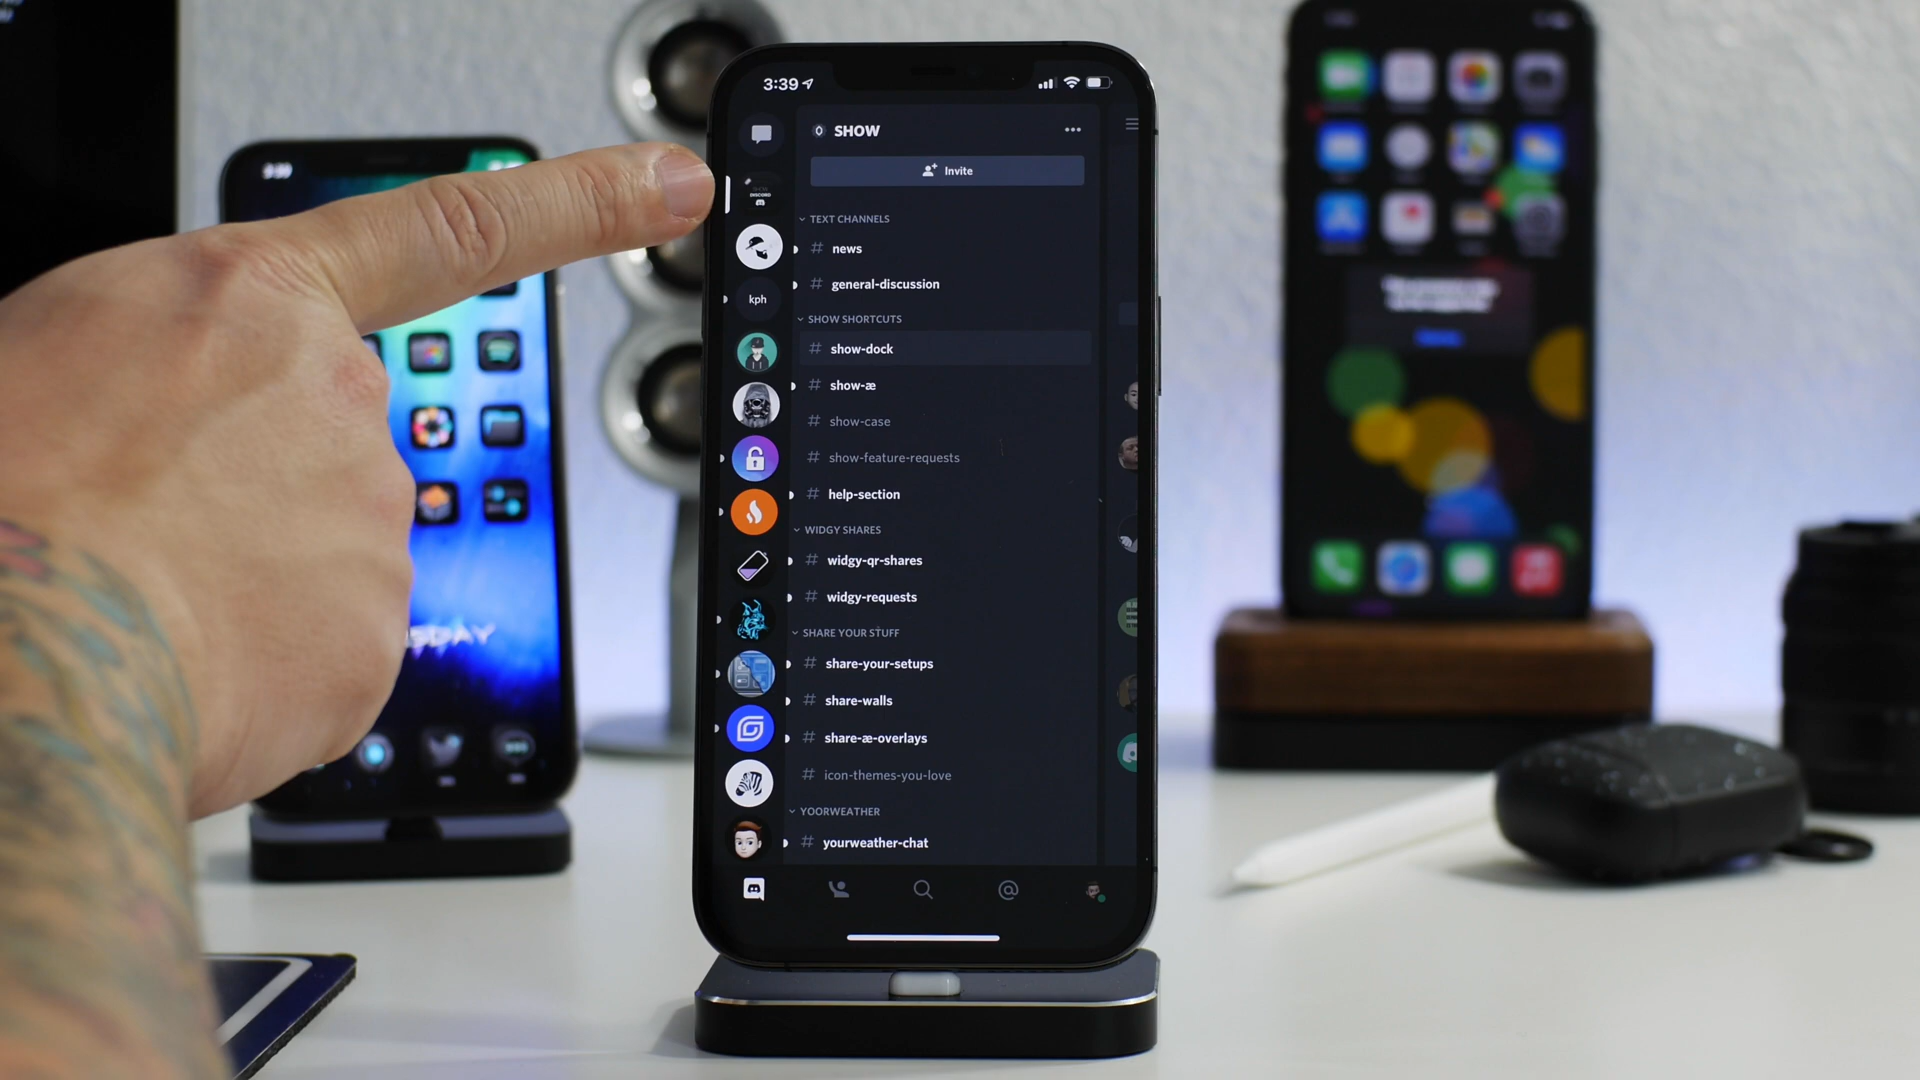 3:39
SHOW
Invite
DISCORD
TEXT CHANNELS
# news
# general-discussion
kph
SHOW SHORTCUTS
# show-dock
# show-æ
# show-case
# show-feature-requests
# help-section
WIDGY SHARES
# widgy-qr-shares
# widgy-requests
SHARE YOUR STUFF
# share-your-setups
# share-walls
# share-æ-overlays
# icon-themes-you-love
YOORWEATHER
# yourweather-chat